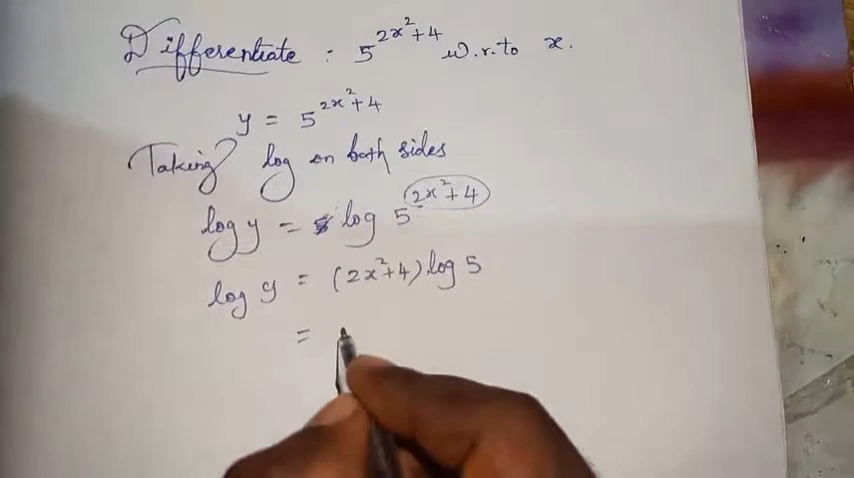 Differentiate : 5^{2x²+4} w.r.to x.
y = 5^{2x²+4}
Taking log on both sides
log y = log 5^{2x²+4}
log y = (2x²+4) log 5
=